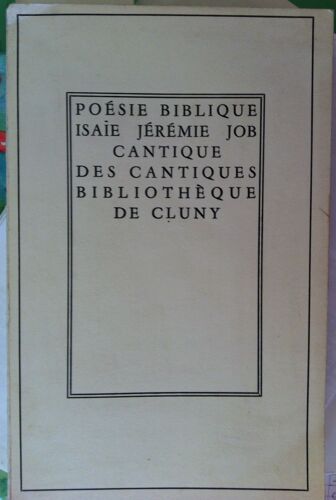 POÉSIE BIBLIQUE
ISAÏE JÉRÉMIE JOB
CANTIQUE
DES CANTIQUES
BIBLIOTHÈQUE
DE CLUNY